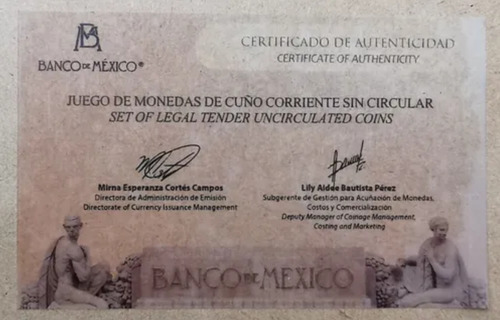 BM
BANCO DE MÉXICO®
CERTIFICADO DE AUTENTICIDAD
CERTIFICATE OF AUTHENTICITY
JUEGO DE MONEDAS DE CUÑO CORRIENTE SIN CIRCULAR
SET OF LEGAL TENDER UNCIRCULATED COINS
Mirna Esperanza Cortés Campos
Directora de Administración de Emisión
Directorate of Currency Issuance Management
Lily Aidee Bautista Pérez
Subgerente de Gestión para Acuñación de Monedas,
Costos y Comercialización
Deputy Manager of Coinage Management,
Costing and Marketing
BANCO DE MEXICO